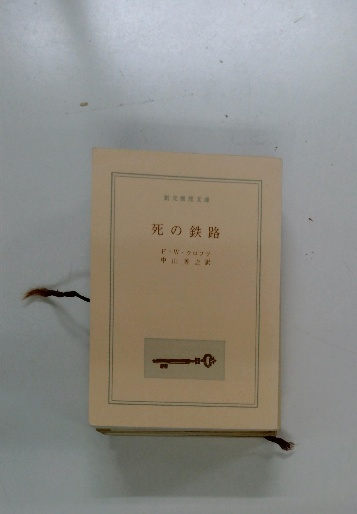 創元推理文庫
死の鉄路
F・W・クロフツ
中山善之訳